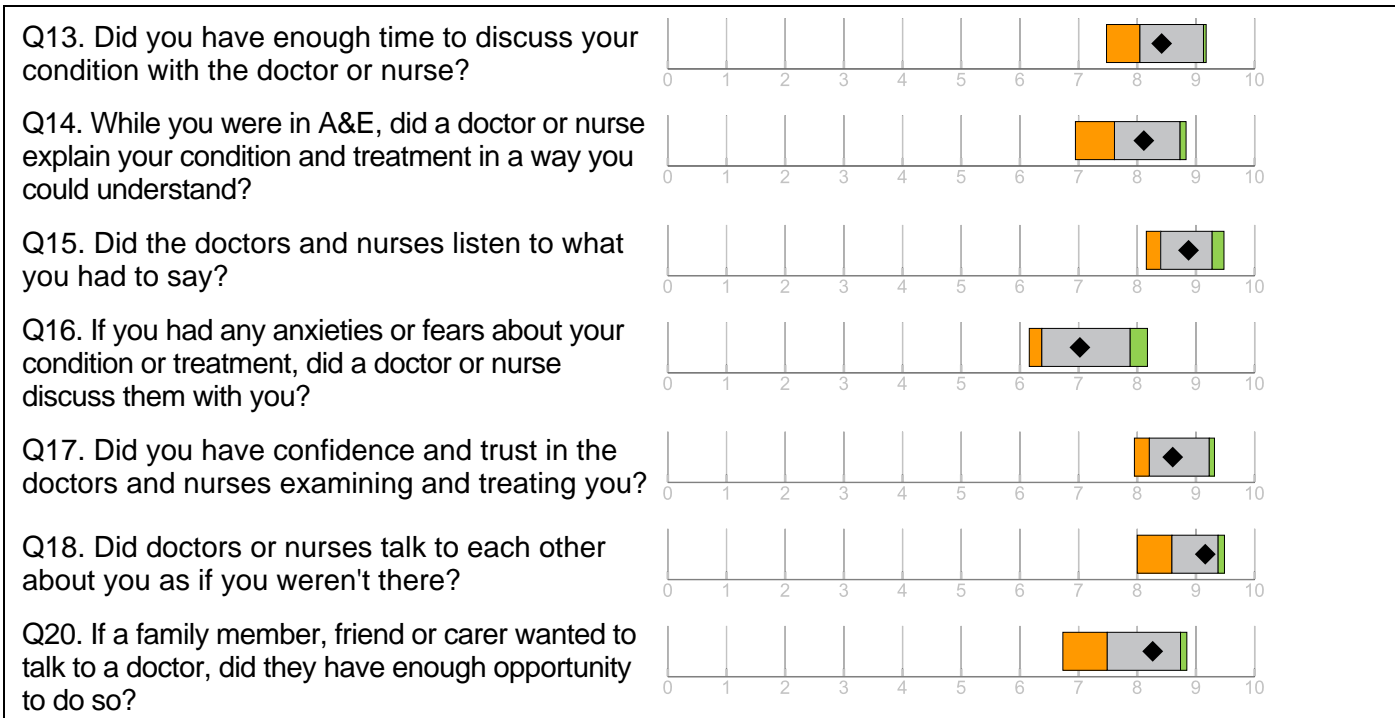 Q13. Did you have enough time to discuss your
condition with the doctor or nurse?
0 1 2 3 4 5 6 7 8 9 10
Q14. While you were in A&E, did a doctor or nurse
explain your condition and treatment in a way you
could understand?
0 1 2 3 4 5 6 7 8 9 10
Q15. Did the doctors and nurses listen to what
you had to say?
0 1 2 3 4 5 6 7 8 9 10
Q16. If you had any anxieties or fears about your
condition or treatment, did a doctor or nurse
discuss them with you?
0 1 2 3 4 5 6 7 8 9 10
Q17. Did you have confidence and trust in the
doctors and nurses examining and treating you?
0 1 2 3 4 5 6 7 8 9 10
Q18. Did doctors or nurses talk to each other
about you as if you weren't there?
0 1 2 3 4 5 6 7 8 9 10
Q20. If a family member, friend or carer wanted to
talk to a doctor, did they have enough opportunity
to do so?
0 1 2 3 4 5 6 7 8 9 10